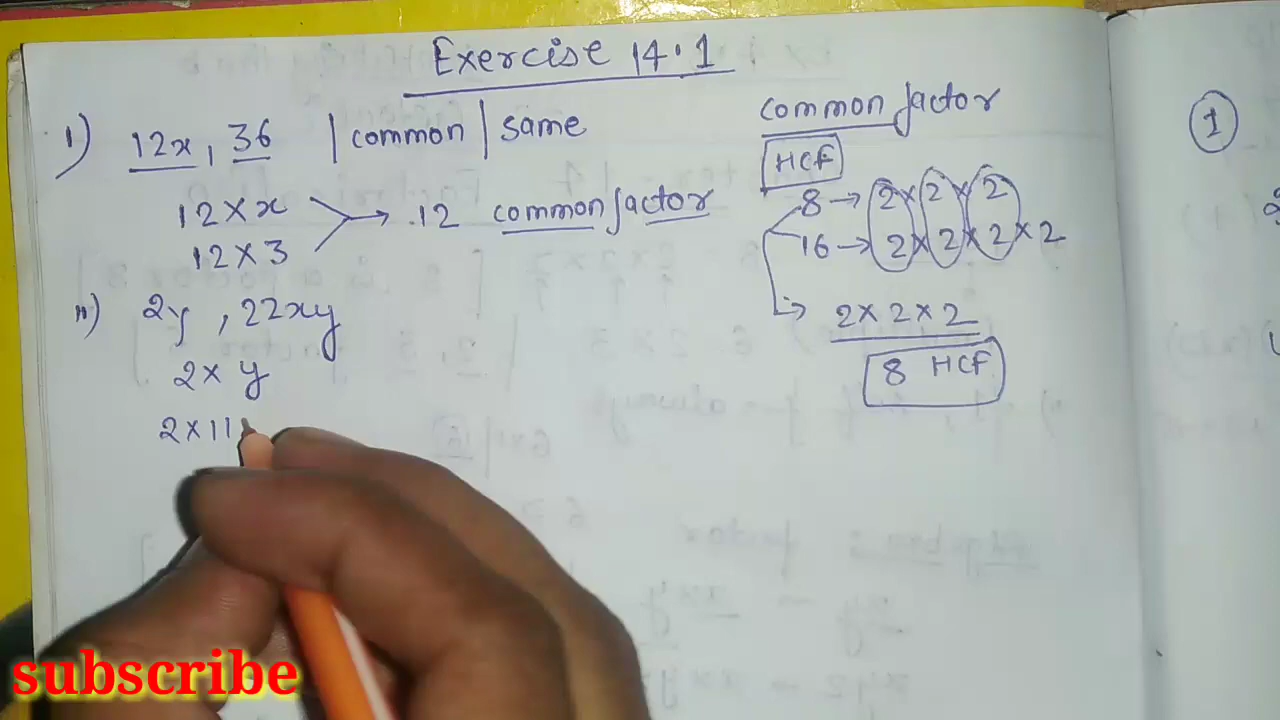 Exercise 14.1
1) 12x, 36 | common | same
12 × x → 12 common factor
12 × 3
11) 2y, 22xy
2 × y
2 × 11
common factor
HCF
8 → 2 × 2 × 2
16 → 2 × 2 × 2 × 2
→ 2 × 2 × 2
8 HCF
1
subscribe